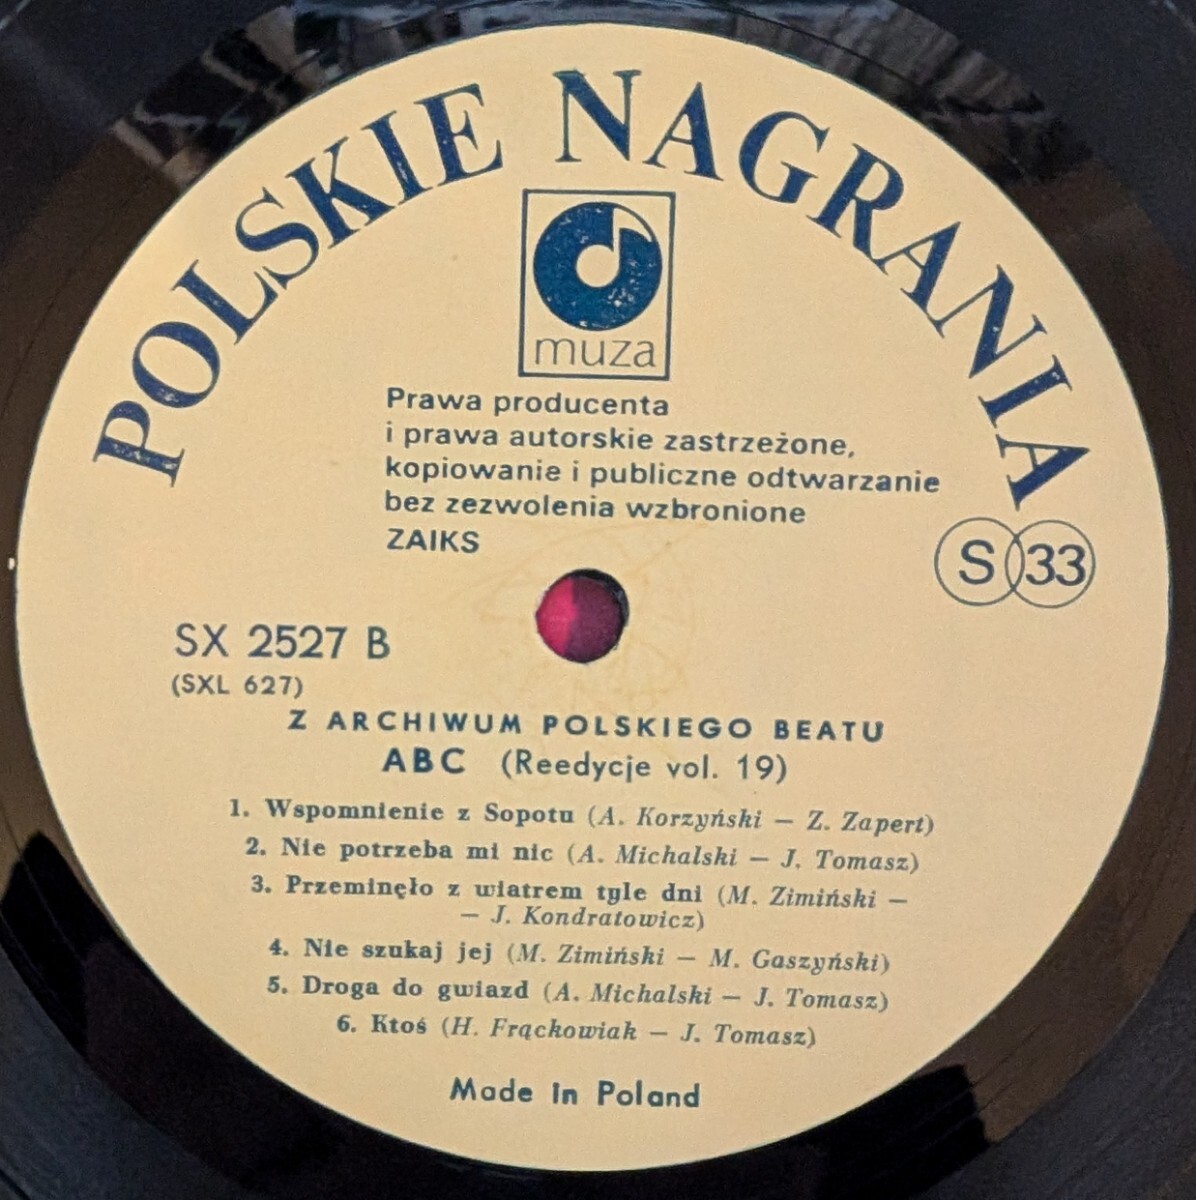 POLSKIE NAGRANIA
muza
Prawa producenta
i prawa autorskie zastrzeżone,
kopiowanie i publiczne odtwarzanie
bez zezwolenia wzbronione
ZAIKS
S 33
SX 2527 B
(SXL 627)
Z ARCHIWUM POLSKIEGO BEATU
ABC (Reedycje vol. 19)
1. Wspomnienie z Sopotu (A. Korzyński — Z. Zapert)
2. Nie potrzeba mi nic (A. Michalski — J. Tomasz)
3. Przeminęło z wiatrem tyle dni (M. Zimiński —
— J. Kondratowicz)
4. Nie szukaj jej (M. Zimiński — M. Gaszyński)
5. Droga do gwiazd (A. Michalski — J. Tomasz)
6. Ktoś (H. Frąckowiak — J. Tomasz)
Made in Poland